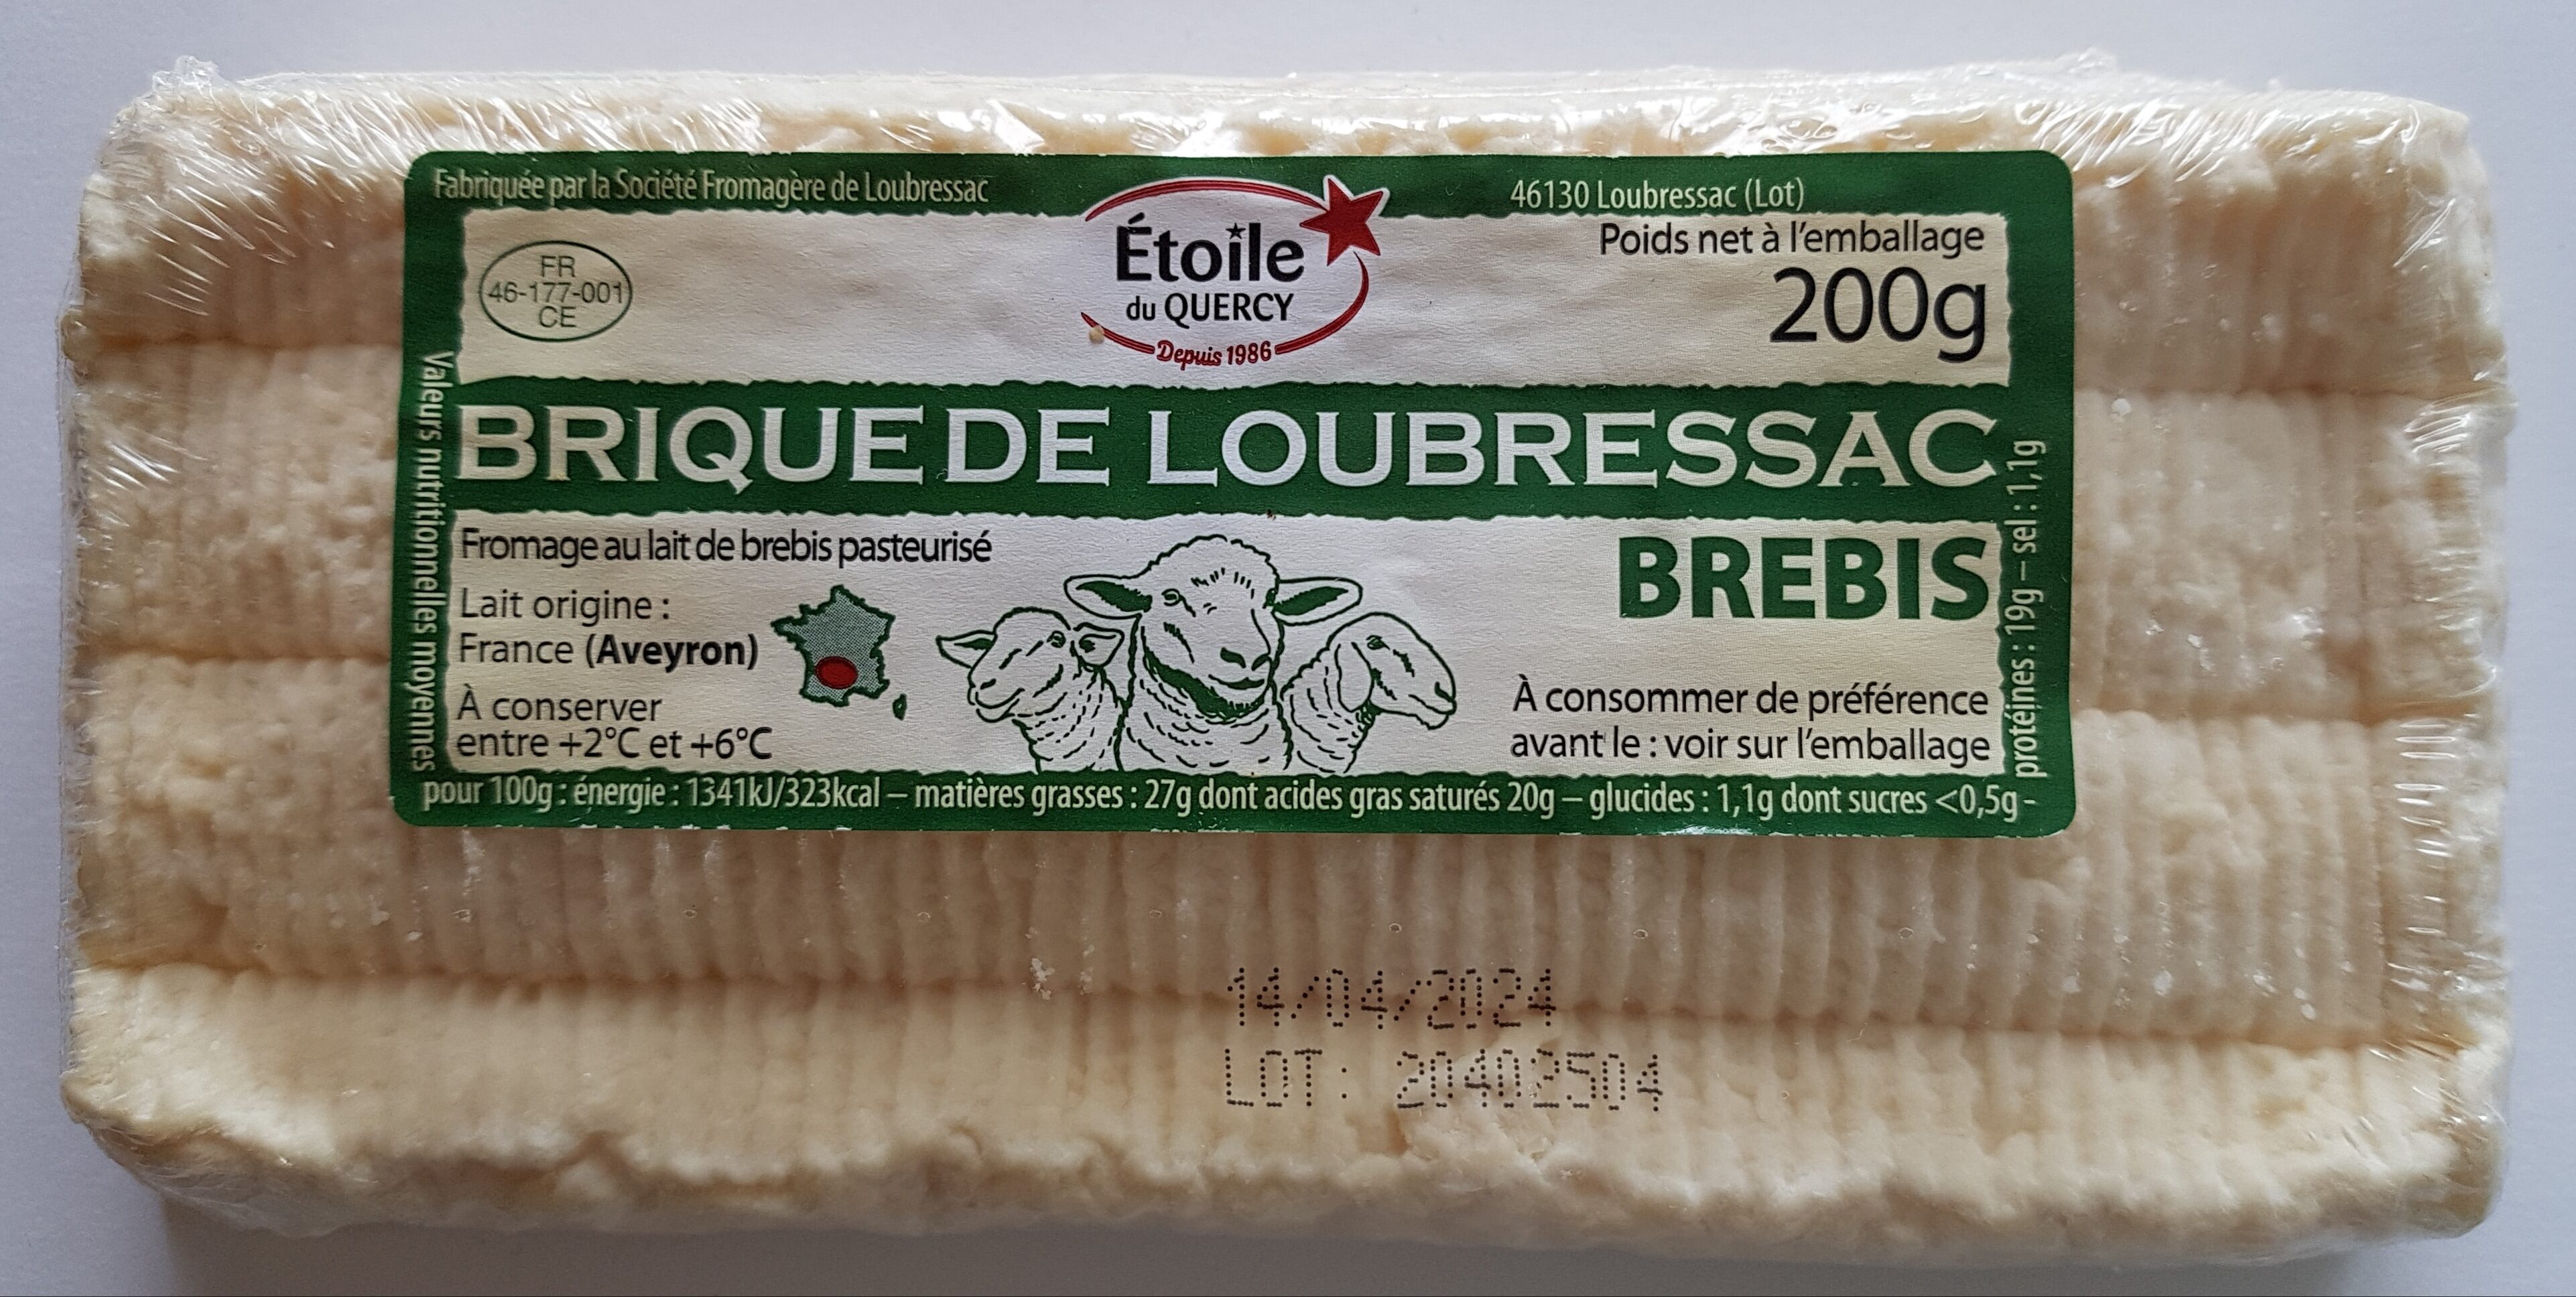 Fabriquée par la Société Fromagère de Loubressac
46130 Loubressac (Lot)
FR
46-177-001
CE
Étoile
du QUERCY
Depuis 1986
Poids net à l'emballage
200g
BRIQUE DE LOUBRESSAC
Fromage au lait de brebis pasteurisé
Lait origine :
France (Aveyron)
À conserver
entre +2°C et +6°C
BREBIS
À consommer de préférence
avant le : voir sur l'emballage
Valeurs nutritionnelles moyennes
pour 100g : énergie : 1341kJ/323kcal – matières grasses : 27g dont acides gras saturés 20g – glucides : 1,1g dont sucres <0,5g -
protéines : 19g – sel : 1,1g
14/04/2024
LOT: 20402504